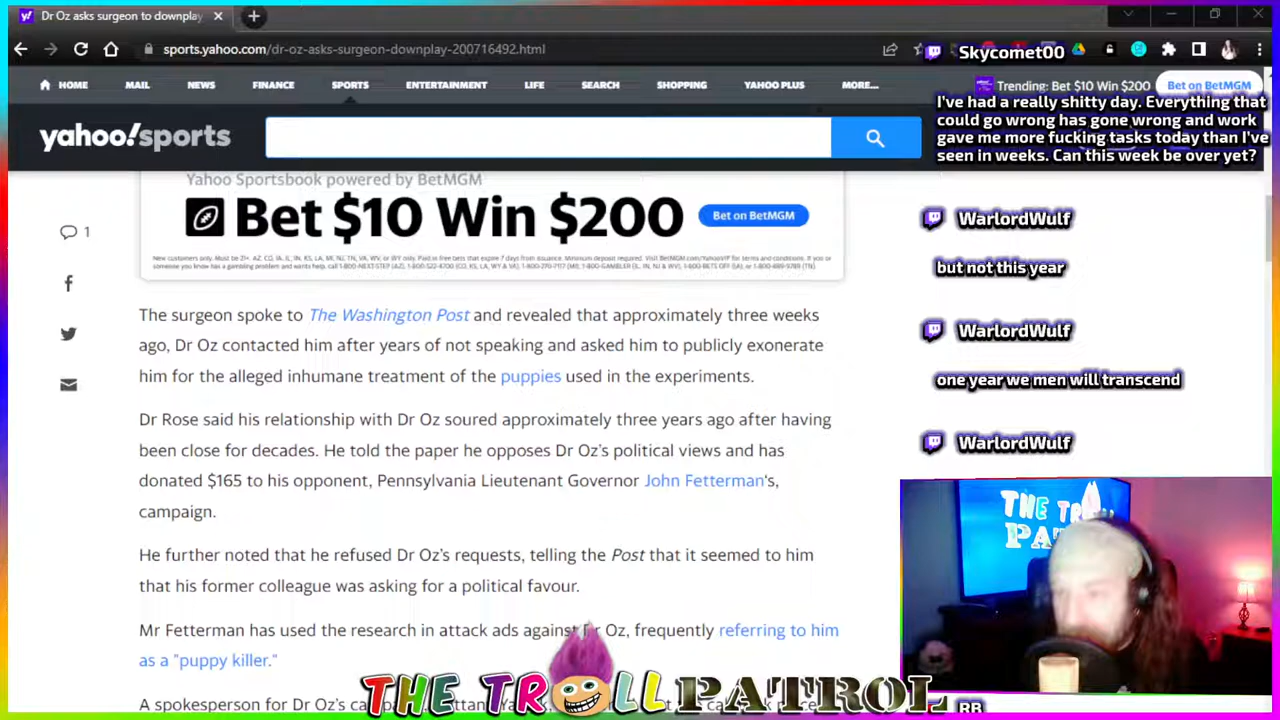 Dr Oz asks surgeon to downplay
sports.yahoo.com/dr-oz-asks-surgeon-downplay-200716492.html
HOME MAIL NEWS FINANCE SPORTS ENTERTAINMENT LIFE SEARCH SHOPPING YAHOO PLUS MORE...
Trending: Bet $10 Win $200
Bet on BetMGM
yahoo!sports
Yahoo Sportsbook powered by BetMGM
Bet $10 Win $200
Bet on BetMGM
1
The surgeon spoke to The Washington Post and revealed that approximately three weeks
ago, Dr Oz contacted him after years of not speaking and asked him to publicly exonerate
him for the alleged inhumane treatment of the puppies used in the experiments.
Dr Rose said his relationship with Dr Oz soured approximately three years ago after having
been close for decades. He told the paper he opposes Dr Oz's political views and has
donated $165 to his opponent, Pennsylvania Lieutenant Governor John Fetterman's,
campaign.
He further noted that he refused Dr Oz's requests, telling the Post that it seemed to him
that his former colleague was asking for a political favour.
Mr Fetterman has used the research in attack ads against Dr Oz, frequently referring to him
as a "puppy killer."
A spokesperson for Dr Oz's
Skycomet00
I've had a really shitty day. Everything that
could go wrong has gone wrong and work
gave me more fucking tasks today than I've
seen in weeks. Can this week be over yet?
WarlordWulf
but not this year
WarlordWulf
one year we men will transcend
WarlordWulf
THE TR
PA
THE TROLL PATROL